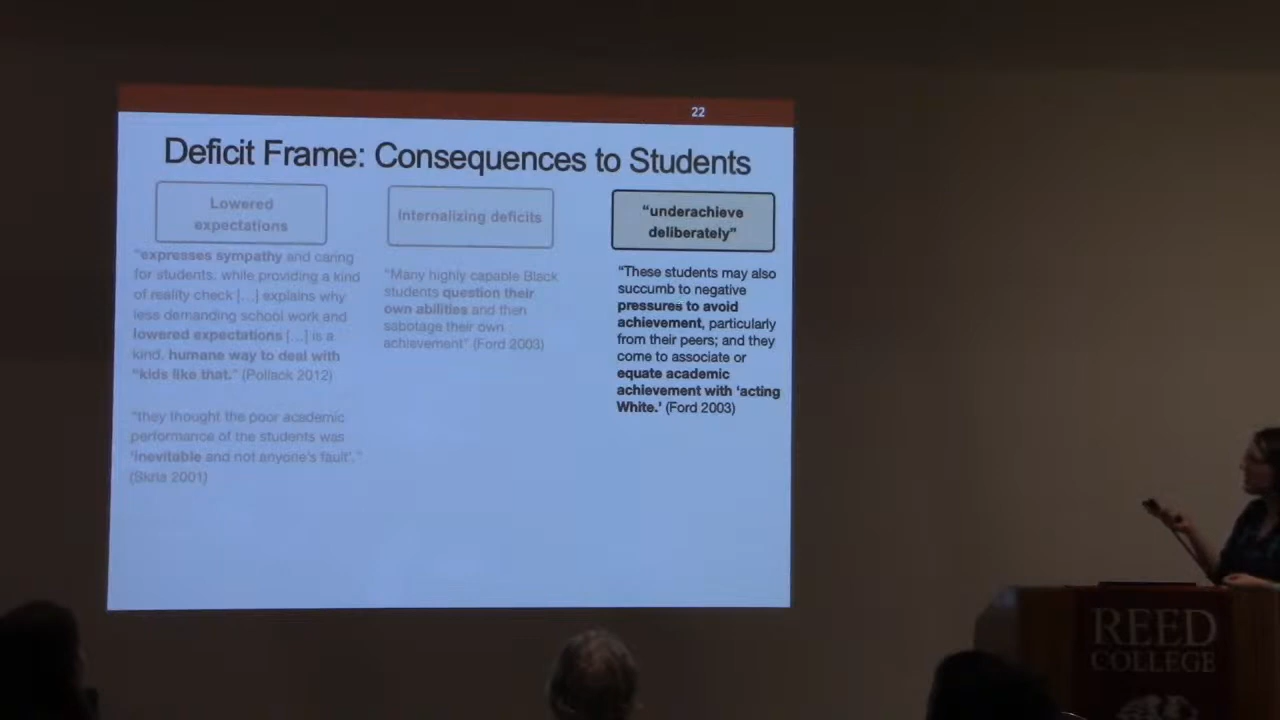 22
Deficit Frame: Consequences to Students
Lowered
expectations
"expresses sympathy and caring
for students, while providing a kind
of reality check [...] explains why
less demanding school work and
lowered expectations [...] is a
kind, humane way to deal with
"kids like that." (Pollack 2012)
"they thought the poor academic
performance of the students was
'inevitable and not anyone's fault'."
(Skria 2001)
Internalizing deficits
"Many highly capable Black
students question their
own abilities and then
sabotage their own
achievement" (Ford 2003)
"underachieve
deliberately"
"These students may also
succumb to negative
pressures to avoid
achievement, particularly
from their peers; and they
come to associate or
equate academic
achievement with 'acting
White.' (Ford 2003)
REED
COLLEGE